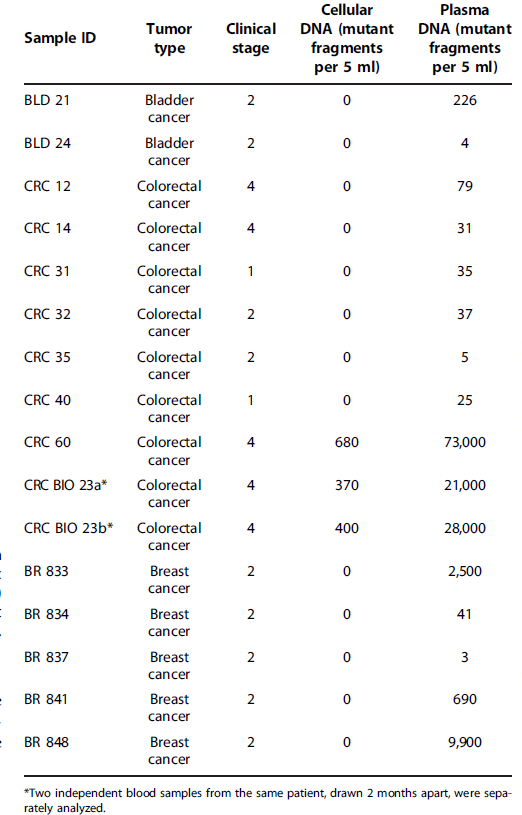 Sample ID Tumor type Clinical stage Cellular DNA (mutant fragments per 5 ml) Plasma DNA (mutant fragments per 5 ml)
BLD 21 Bladder cancer 2 0 226
BLD 24 Bladder cancer 2 0 4
CRC 12 Colorectal cancer 4 0 79
CRC 14 Colorectal cancer 4 0 31
CRC 31 Colorectal cancer 1 0 35
CRC 32 Colorectal cancer 2 0 37
CRC 35 Colorectal cancer 2 0 5
CRC 40 Colorectal cancer 1 0 25
CRC 60 Colorectal cancer 4 680 73,000
CRC BIO 23a* Colorectal cancer 4 370 21,000
CRC BIO 23b* Colorectal cancer 4 400 28,000
BR 833 Breast cancer 2 0 2,500
BR 834 Breast cancer 2 0 41
BR 837 Breast cancer 2 0 3
BR 841 Breast cancer 2 0 690
BR 848 Breast cancer 2 0 9,900
*Two independent blood samples from the same patient, drawn 2 months apart, were sepa-
rately analyzed.